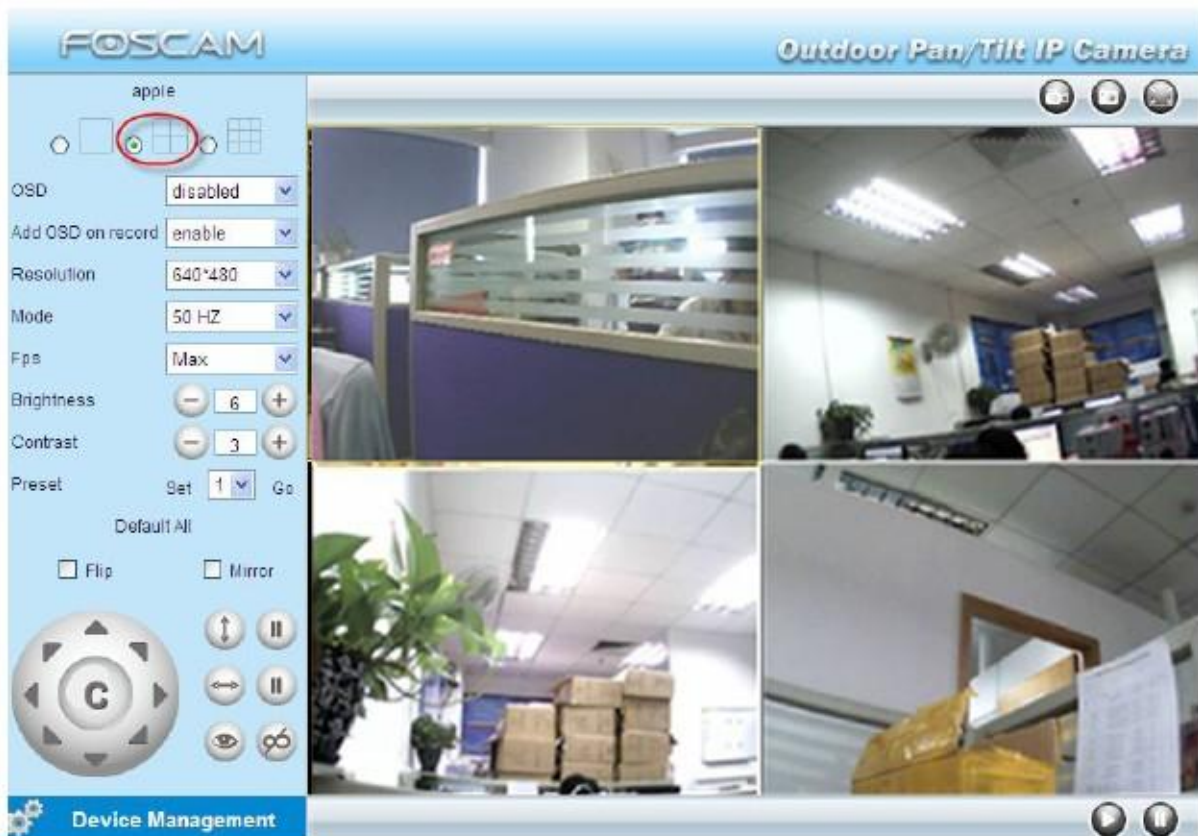 FOSCAM
Outdoor Pan/Tilt IP Camera
apple
OSD disabled
Add OSD on record enable
Resolution 640*480
Mode 50 HZ
Fps Max
Brightness 6
Contrast 3
Preset Set 1 Go
Default All
Flip Mirror
C
Device Management